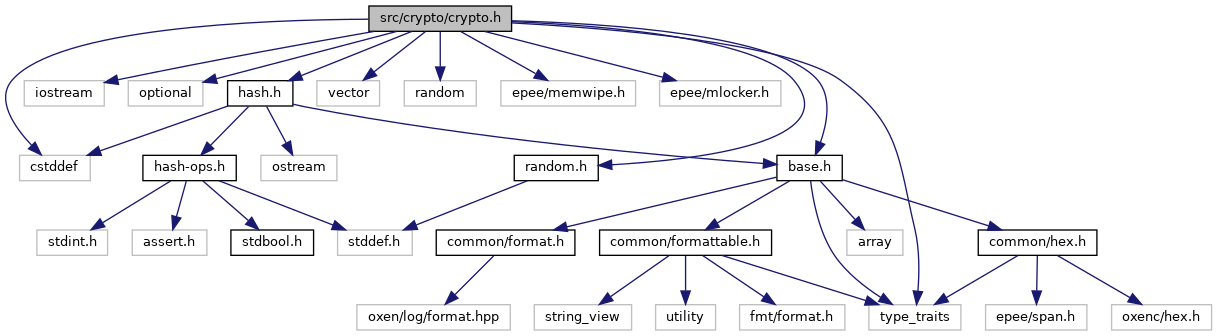 src/crypto/crypto.h
iostream
optional
hash.h
vector
random
epee/memwipe.h
epee/mlocker.h
cstddef
hash-ops.h
ostream
random.h
base.h
stdint.h
assert.h
stdbool.h
stddef.h
common/format.h
common/formattable.h
array
common/hex.h
oxen/log/format.hpp
string_view
utility
fmt/format.h
type_traits
epee/span.h
oxenc/hex.h